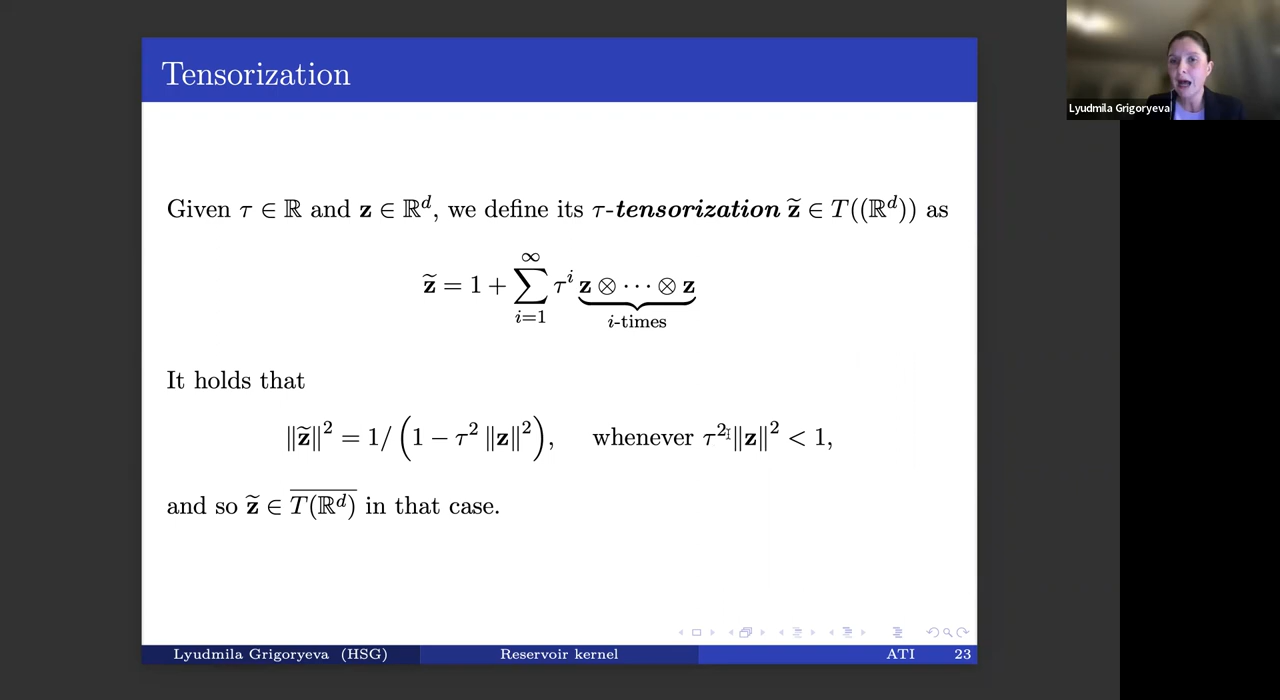 Tensorization
Given τ ∈ ℝ and z ∈ ℝ^d, we define its τ-tensorization z̃ ∈ T((ℝ^d)) as
z̃ = 1 + ∑_{i=1}^{∞} τ^i z ⊗ ··· ⊗ z
i-times
It holds that
‖z̃‖² = 1/(1 − τ² ‖z‖²), whenever τ²‖z‖² < 1,
and so z̃ ∈ \overline{T(ℝ^d)} in that case.
Lyudmila Grigoryeva (HSG) Reservoir kernel ATI 23
Lyudmila Grigoryeva